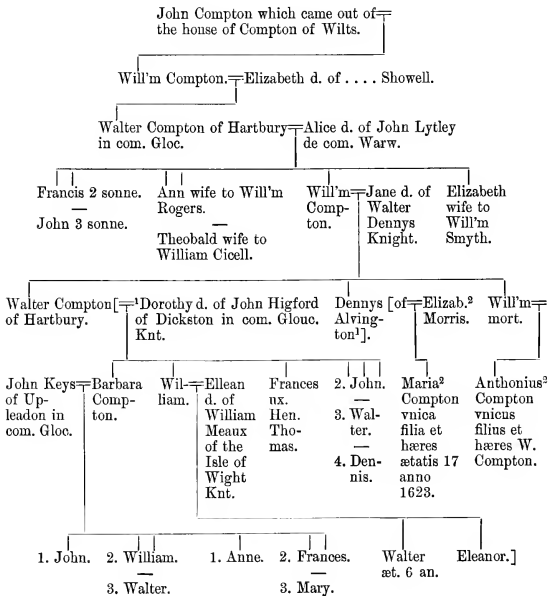 John Compton which came out of
the house of Compton of Wilts.
Will'm Compton. Elizabeth d. of . . . . Showell.
Walter Compton of Hartbury
in com. Gloc.
Alice d. of John Lytley
de com. Warw.
Francis 2 sonne.
—
John 3 sonne.
Ann wife to Will'm
Rogers.
—
Theobald wife to
William Cicell.
Will'm
Comp-
ton.
Jane d. of
Walter
Dennys
Knight.
Elizabeth
wife to
Will'm
Smyth.
Walter Compton
of Hartbury.
[¹Dorothy d. of John Higford
of Dickston in com. Glouc.
Knt.
Dennys [of
Alving-
ton¹].
Elizab.²
Morris.
Will'm
mort.
John Keys
of Up-
leadon in
com. Gloc.
Barbara
Comp-
ton.
Wil-
liam.
Ellean
d. of
William
Meaux
of the
Isle of
Wight
Knt.
Frances
ux.
Hen.
Tho-
mas.
2. John.
—
3. Wal-
ter.
—
4. Den-
nis.
Maria²
Compton
vnica
filia et
hæres
ætatis 17
anno
1623.
Anthonius²
Compton
vnicus
filius et
hæres W.
Compton.
1. John.
2. William.
—
3. Walter.
1. Anne.
2. Frances.
—
3. Mary.
Walter
æt. 6 an.
Eleanor.]